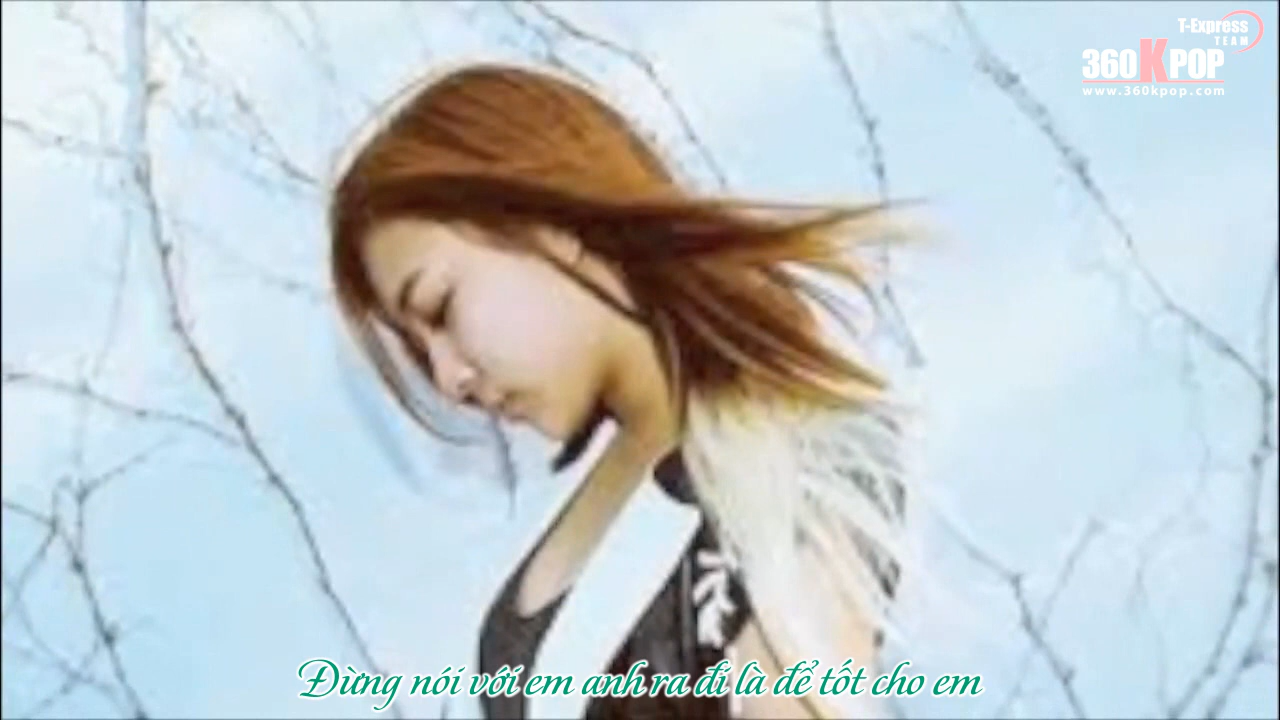 T-Express
TEAM
360KPOP
www.360kpop.com
Đừng nói với em anh ra đi là để tốt cho em